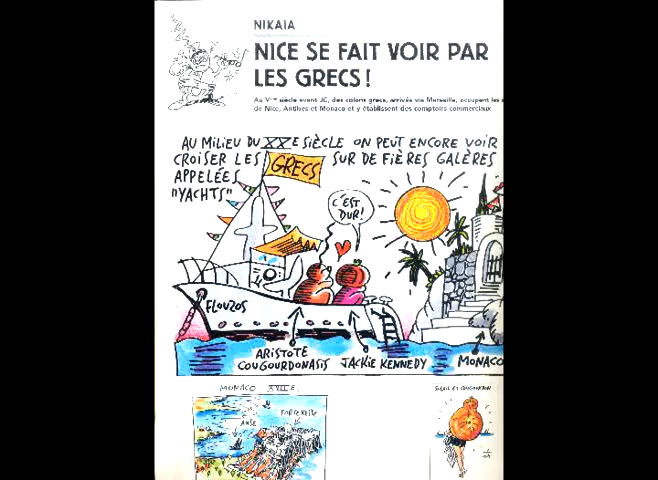 NIKAIA
NICE SE FAIT VOIR PAR
LES GRECS !
Au Vème siècle avant JC, des colons grecs, arrivés via Marseille, occupent les
de Nice, Antibes et Monaco et y établissent des comptoirs commerciaux
AU MILIEU DU XXE SIÈCLE ON PEUT ENCORE VOIR
CROISER LES GRECS SUR DE FIÈRES GALÈRES
APPELÉES
"YACHTS"
C'EST
DUR!
ELOUZOS
ARISTOTE
COUGOURDONASIS
JACKIE KENNEDY
MONACO
MONACO XVIIE
FORTERESSE
ANSE